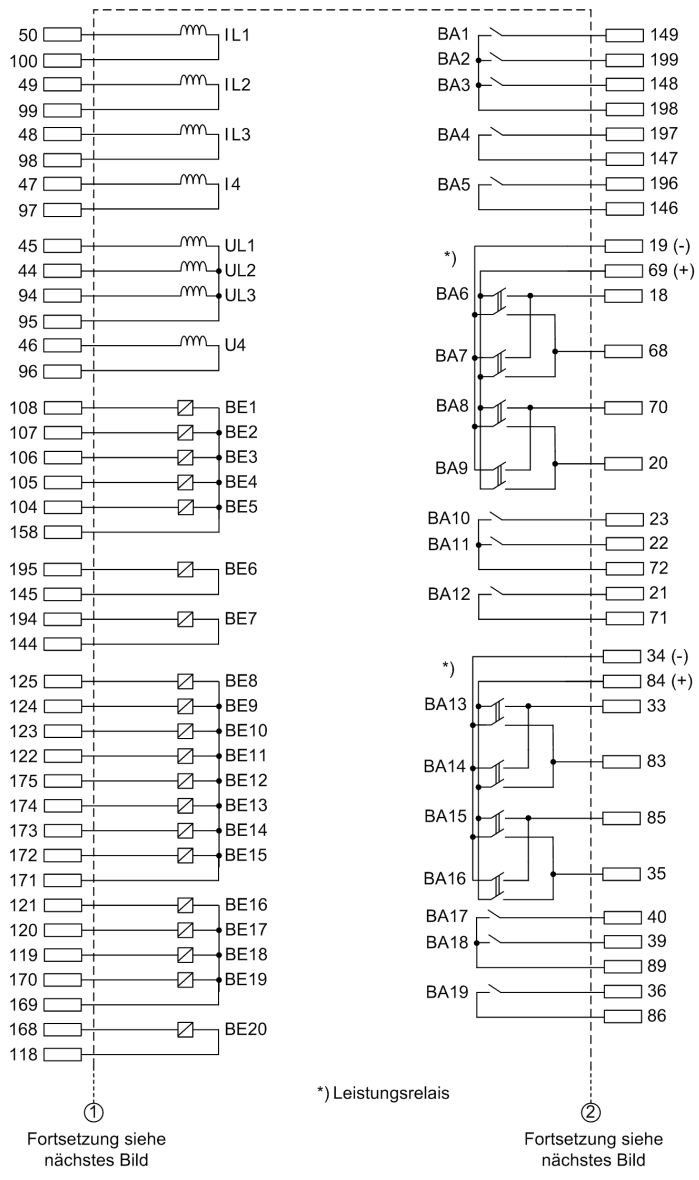 50 IL1
100
49 IL2
99
48 IL3
98
47 I4
97
45 UL1
44 UL2
94 UL3
95
46 U4
96
108 BE1
107 BE2
106 BE3
105 BE4
104 BE5
158
195 BE6
145
194 BE7
144
125 BE8
124 BE9
123 BE10
122 BE11
175 BE12
174 BE13
173 BE14
172 BE15
171
121 BE16
120 BE17
119 BE18
170 BE19
169
168 BE20
118
BA1 149
BA2 199
BA3 148
198
BA4 197
147
BA5 196
146
19 (-)
*)
69 (+)
BA6 18
BA7 68
BA8 70
BA9 20
BA10 23
BA11 22
72
BA12 21
71
34 (-)
*)
84 (+)
BA13 33
BA14 83
BA15 85
BA16 35
BA17 40
BA18 39
89
BA19 36
86
*) Leistungsrelais
1
Fortsetzung siehe
nächstes Bild
2
Fortsetzung siehe
nächstes Bild